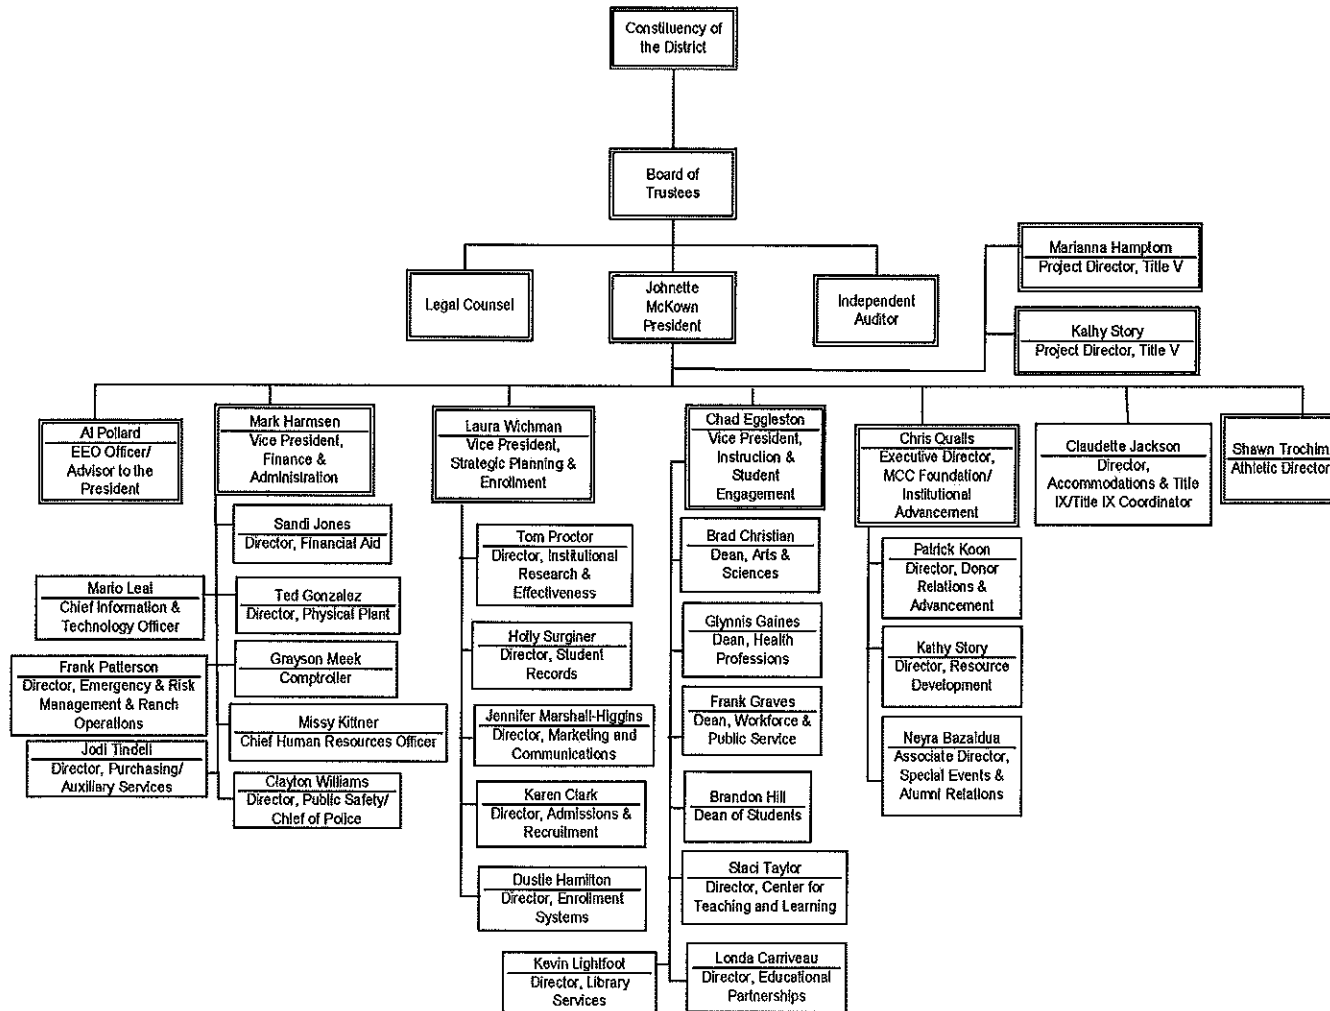 Constituency of
the District
Board of
Trustees
Legal Counsel
Johnette
McKown
President
Independent
Auditor
Marianna Hamptom
Project Director, Title V
Kathy Story
Project Director, Title V
Al Pollard
EEO Officer/
Advisor to the
President
Mark Harmsen
Vice President,
Finance &
Administration
Laura Wichman
Vice President,
Strategic Planning &
Enrollment
Chad Eggleston
Vice President,
Instruction &
Student
Engagement
Chris Qualls
Executive Director,
MCC Foundation/
Institutional
Advancement
Claudette Jackson
Director,
Accommodations & Title
IX/Title IX Coordinator
Shawn Trochim
Athletic Director
Sandi Jones
Director, Financial Aid
Mario Leal
Chief Information &
Technology Officer
Ted Gonzalez
Director, Physical Plant
Frank Patterson
Director, Emergency & Risk
Management & Ranch
Operations
Grayson Meek
Comptroller
Missy Kittner
Chief Human Resources Officer
Jodi Tindell
Director, Purchasing/
Auxiliary Services
Clayton Williams
Director, Public Safety/
Chief of Police
Tom Proctor
Director, Institutional
Research &
Effectiveness
Holly Surginer
Director, Student
Records
Jennifer Marshall-Higgins
Director, Marketing and
Communications
Karen Clark
Director, Admissions &
Recruitment
Dustie Hamilton
Director, Enrollment
Systems
Brad Christian
Dean, Arts &
Sciences
Glynnis Gaines
Dean, Health
Professions
Frank Graves
Dean, Workforce &
Public Service
Brandon Hill
Dean of Students
Staci Taylor
Director, Center for
Teaching and Learning
Kevin Lightfoot
Director, Library
Services
Londa Carriveau
Director, Educational
Partnerships
Patrick Koon
Director, Donor
Relations &
Advancement
Kathy Story
Director, Resource
Development
Neyra Bazaldua
Associate Director,
Special Events &
Alumni Relations